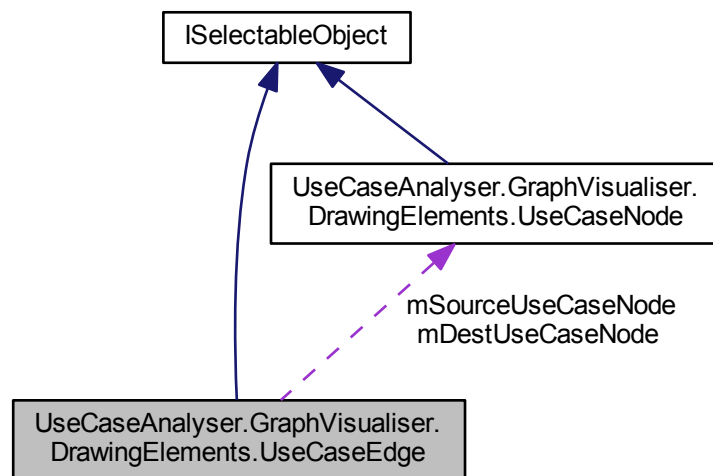 ISelectableObject
UseCaseAnalyser.GraphVisualiser.
DrawingElements.UseCaseNode
mSourceUseCaseNode
mDestUseCaseNode
UseCaseAnalyser.GraphVisualiser.
DrawingElements.UseCaseEdge